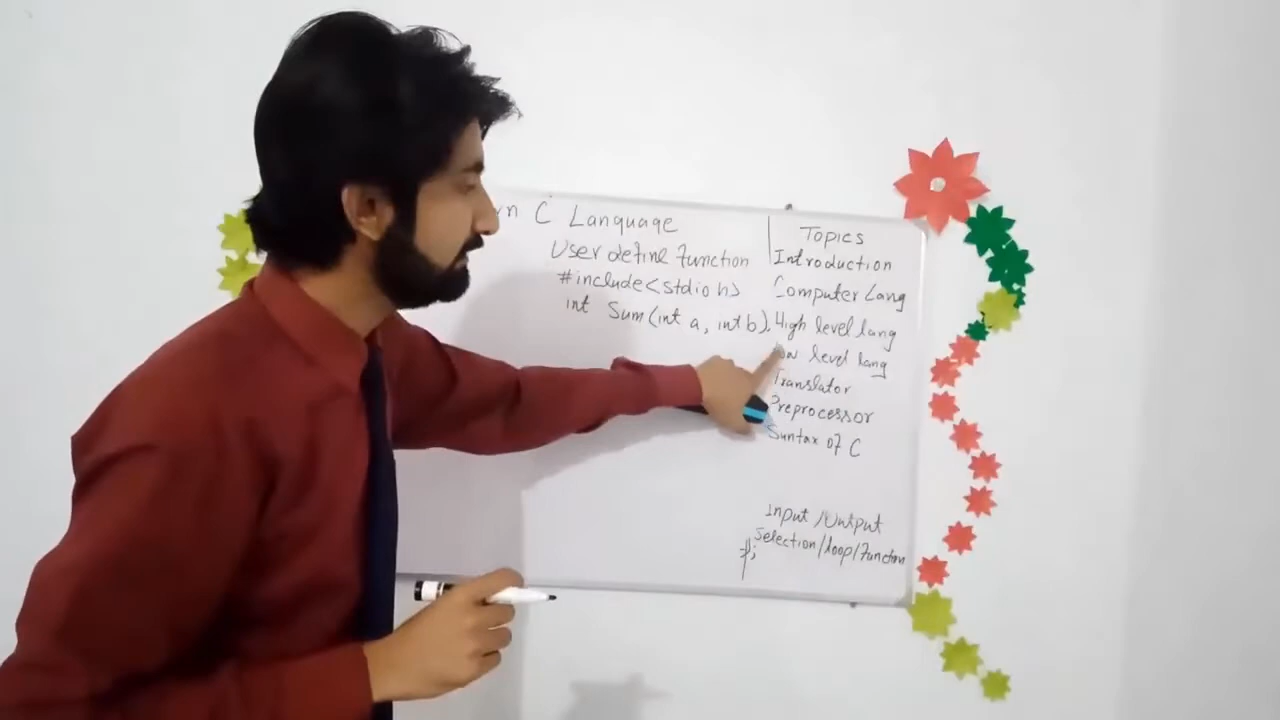 C Language
User define Function
#include<stdio h>
int Sum(int a, int b),
Topics
Introduction
Computer Lang
High level lang
level lang
Translator
Preprocessor
Suntax of C
Input /Output
Selection/loop/Function